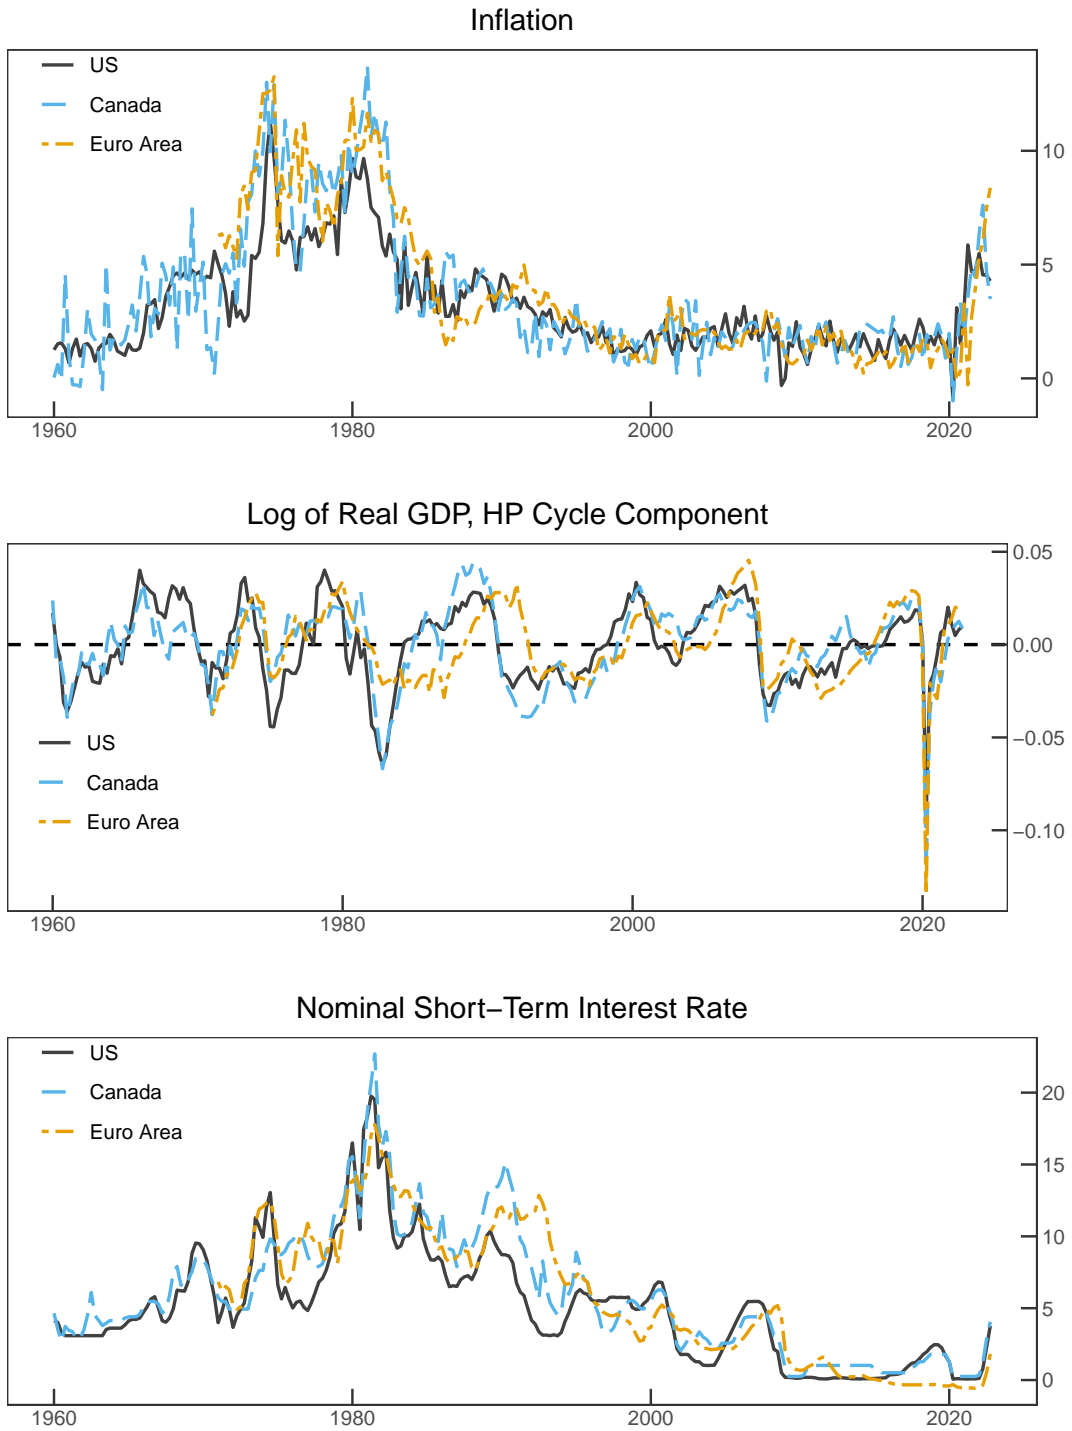 Inflation
US
Canada
Euro Area
10
5
0
1960 1980 2000 2020
Log of Real GDP, HP Cycle Component
0.05
0.00
−0.05
−0.10
US
Canada
Euro Area
1960 1980 2000 2020
Nominal Short−Term Interest Rate
US
Canada
Euro Area
20
15
10
5
0
1960 1980 2000 2020